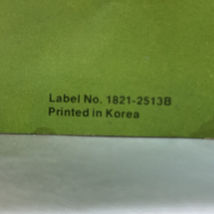 Label No. 1821-2513B
Printed in Korea